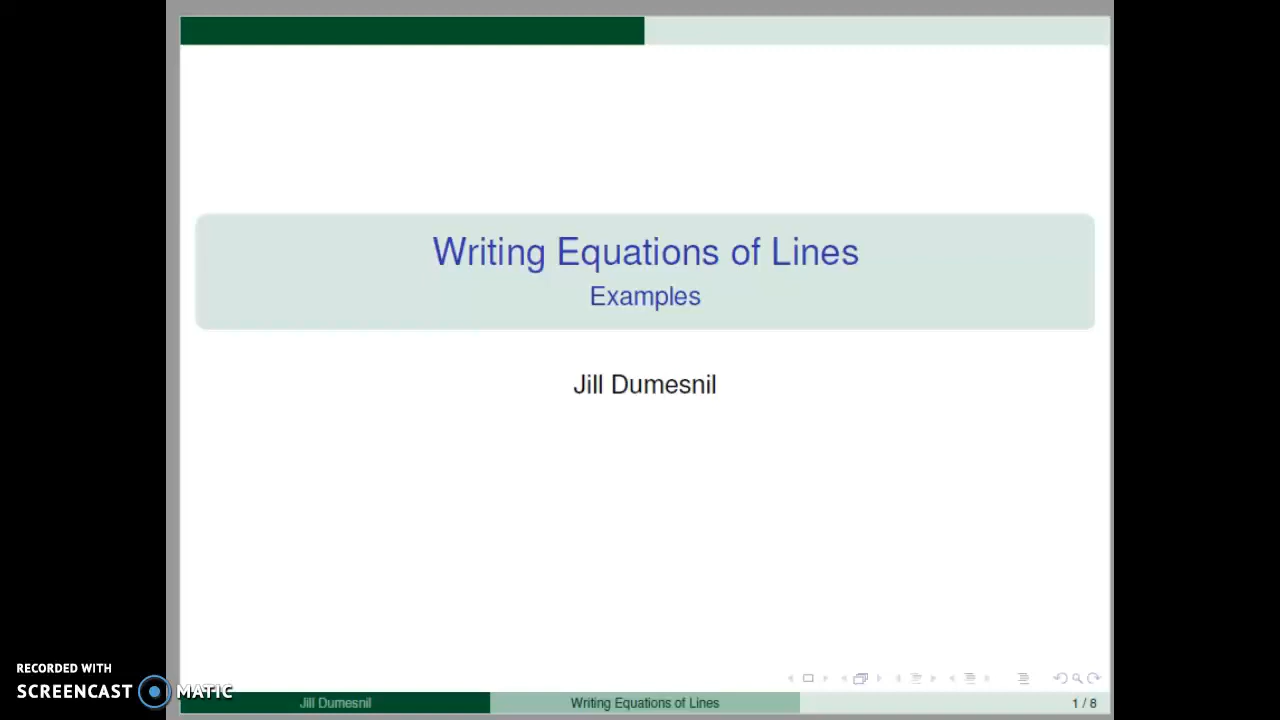 Writing Equations of Lines
Examples
Jill Dumesnil
RECORDED WITH
SCREENCAST MATIC
Jill Dumesnil
Writing Equations of Lines
1 / 8